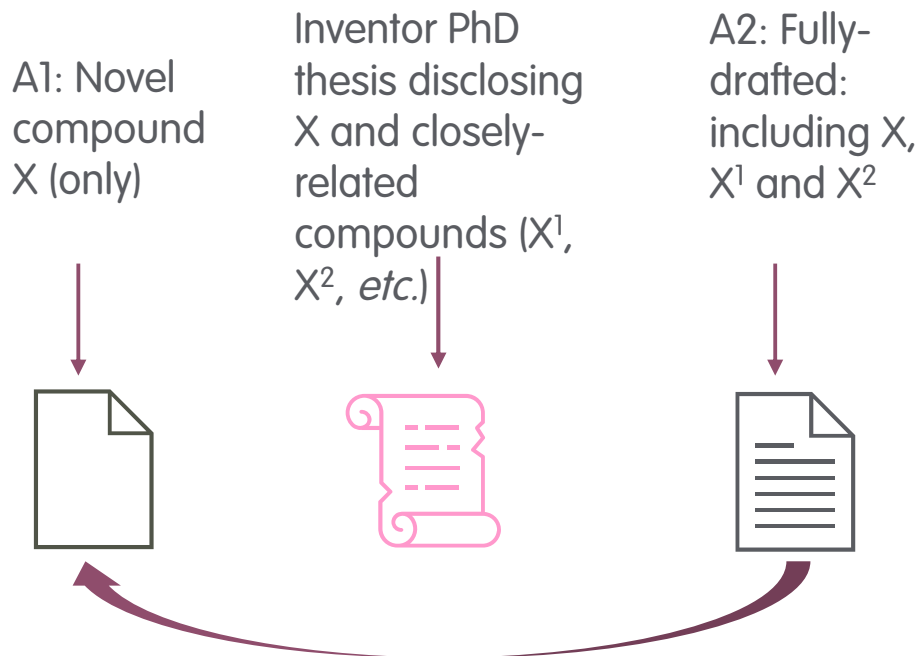 A1: Novel
compound
X (only)
Inventor PhD
thesis disclosing
X and closely-
related
compounds (X¹,
X², etc.)
A2: Fully-
drafted:
including X,
X¹ and X²